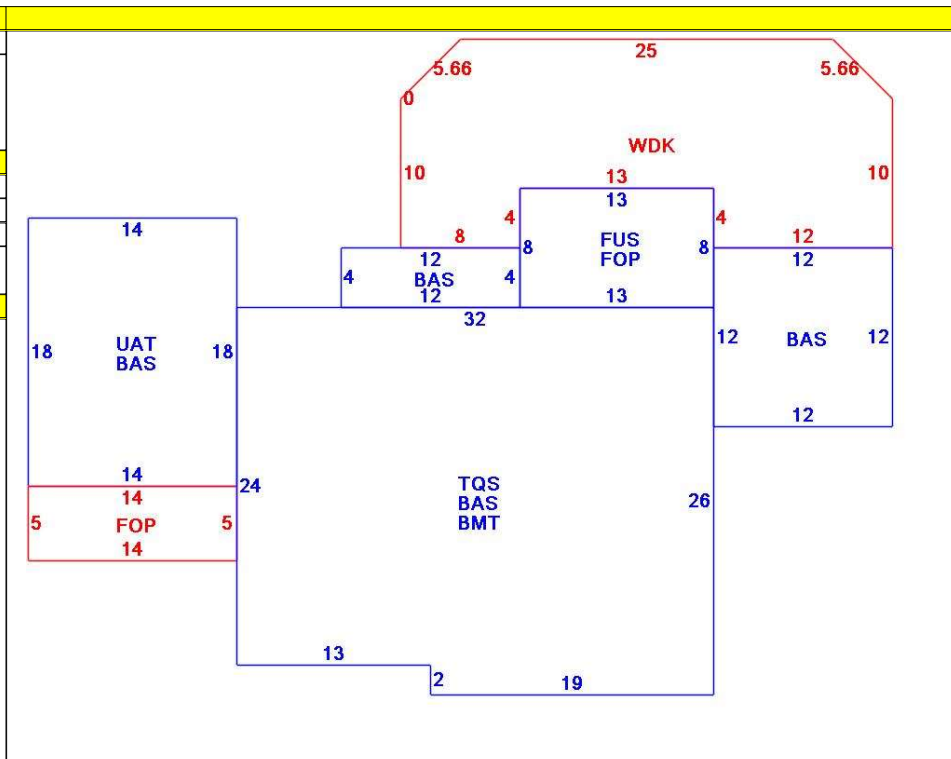 25
5.66 5.66
0
WDK
10 13 10
14 13
4 4
8 12
FUS
8 8
FOP
12 12
4 BAS 4
12 13
32
18 UAT 18 12 BAS 12
BAS
12
14
24 TQS 26
14 BAS
5 FOP 5 BMT
14
13
2 19